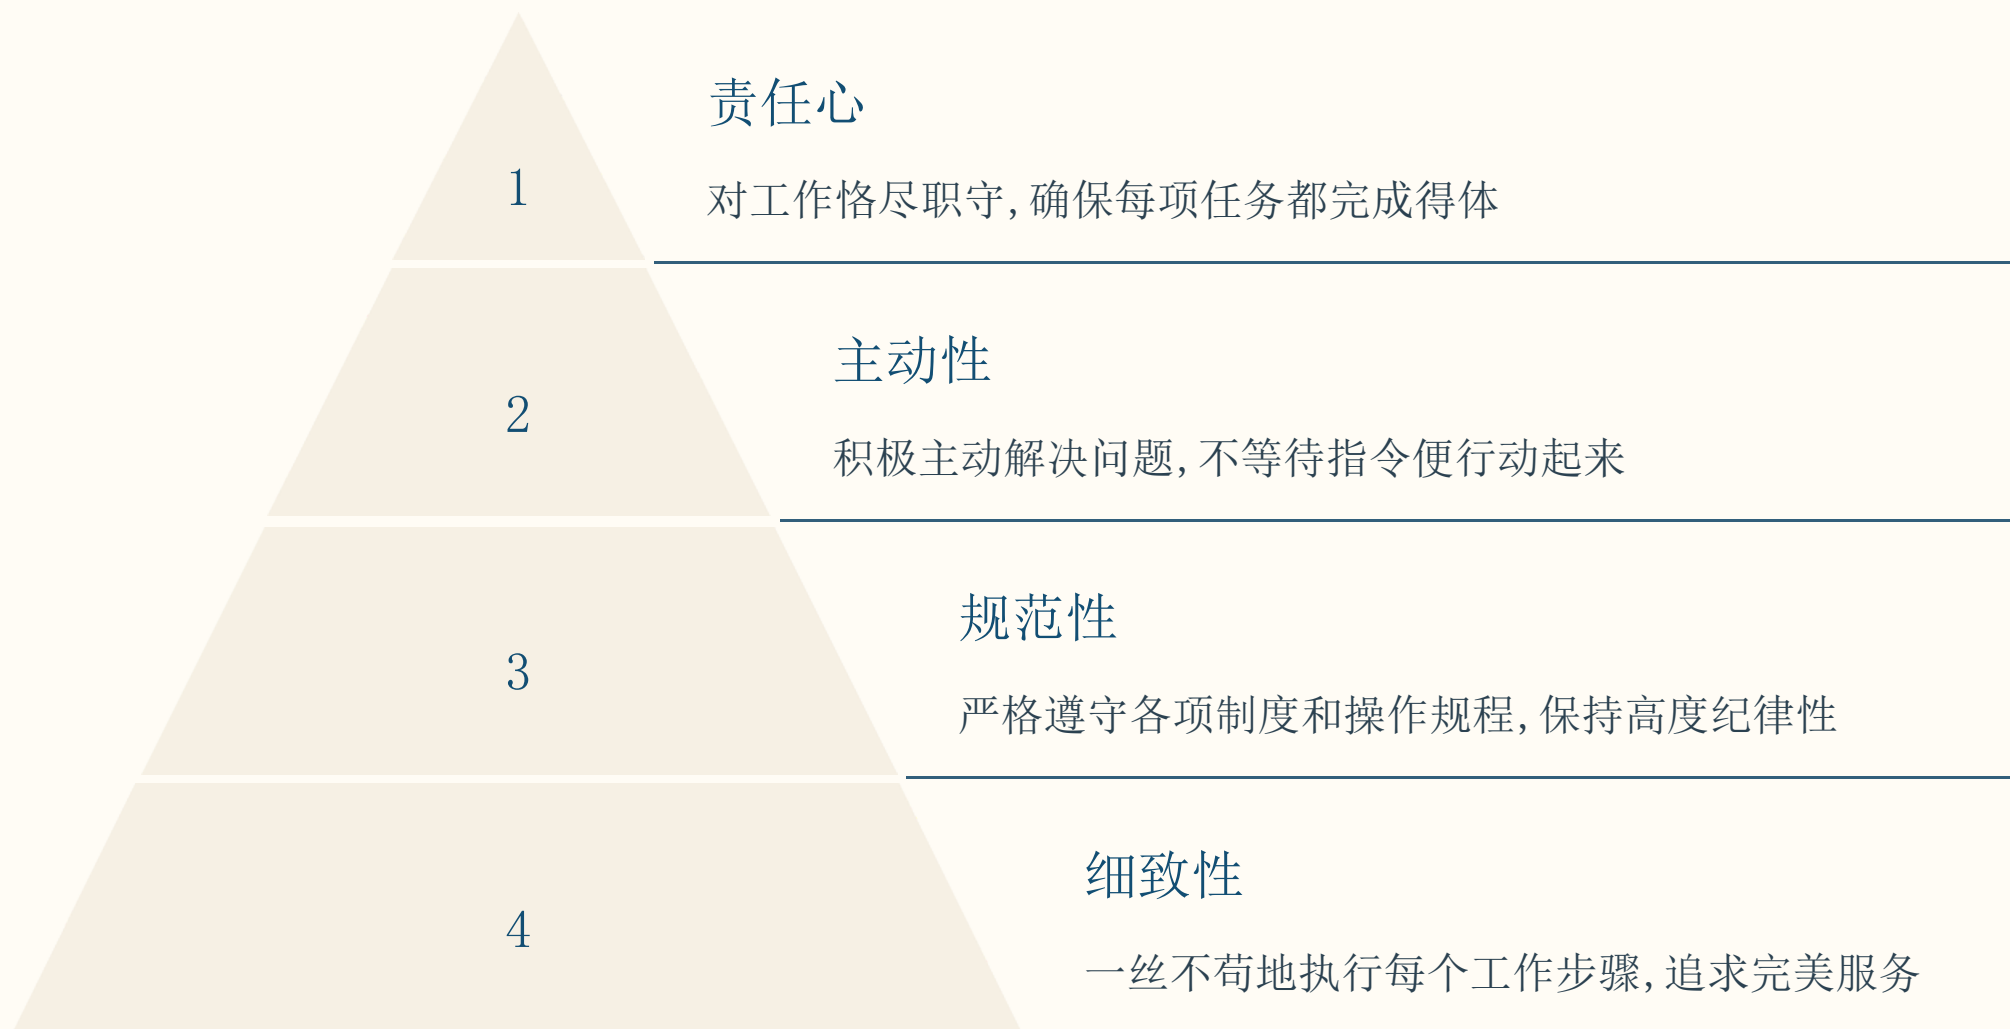 责任心
1
对工作恪尽职守,确保每项任务都完成得体
主动性
2
积极主动解决问题,不等待指令便行动起来
规范性
3
严格遵守各项制度和操作规程,保持高度纪律性
细致性
4
一丝不苟地执行每个工作步骤,追求完美服务